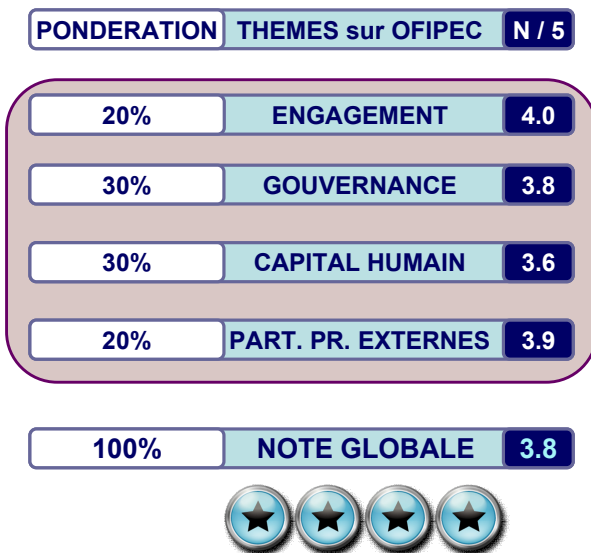 PONDERATION THEMES sur OFIPEC N / 5
20% ENGAGEMENT 4.0
30% GOUVERNANCE 3.8
30% CAPITAL HUMAIN 3.6
20% PART. PR. EXTERNES 3.9
100% NOTE GLOBALE 3.8